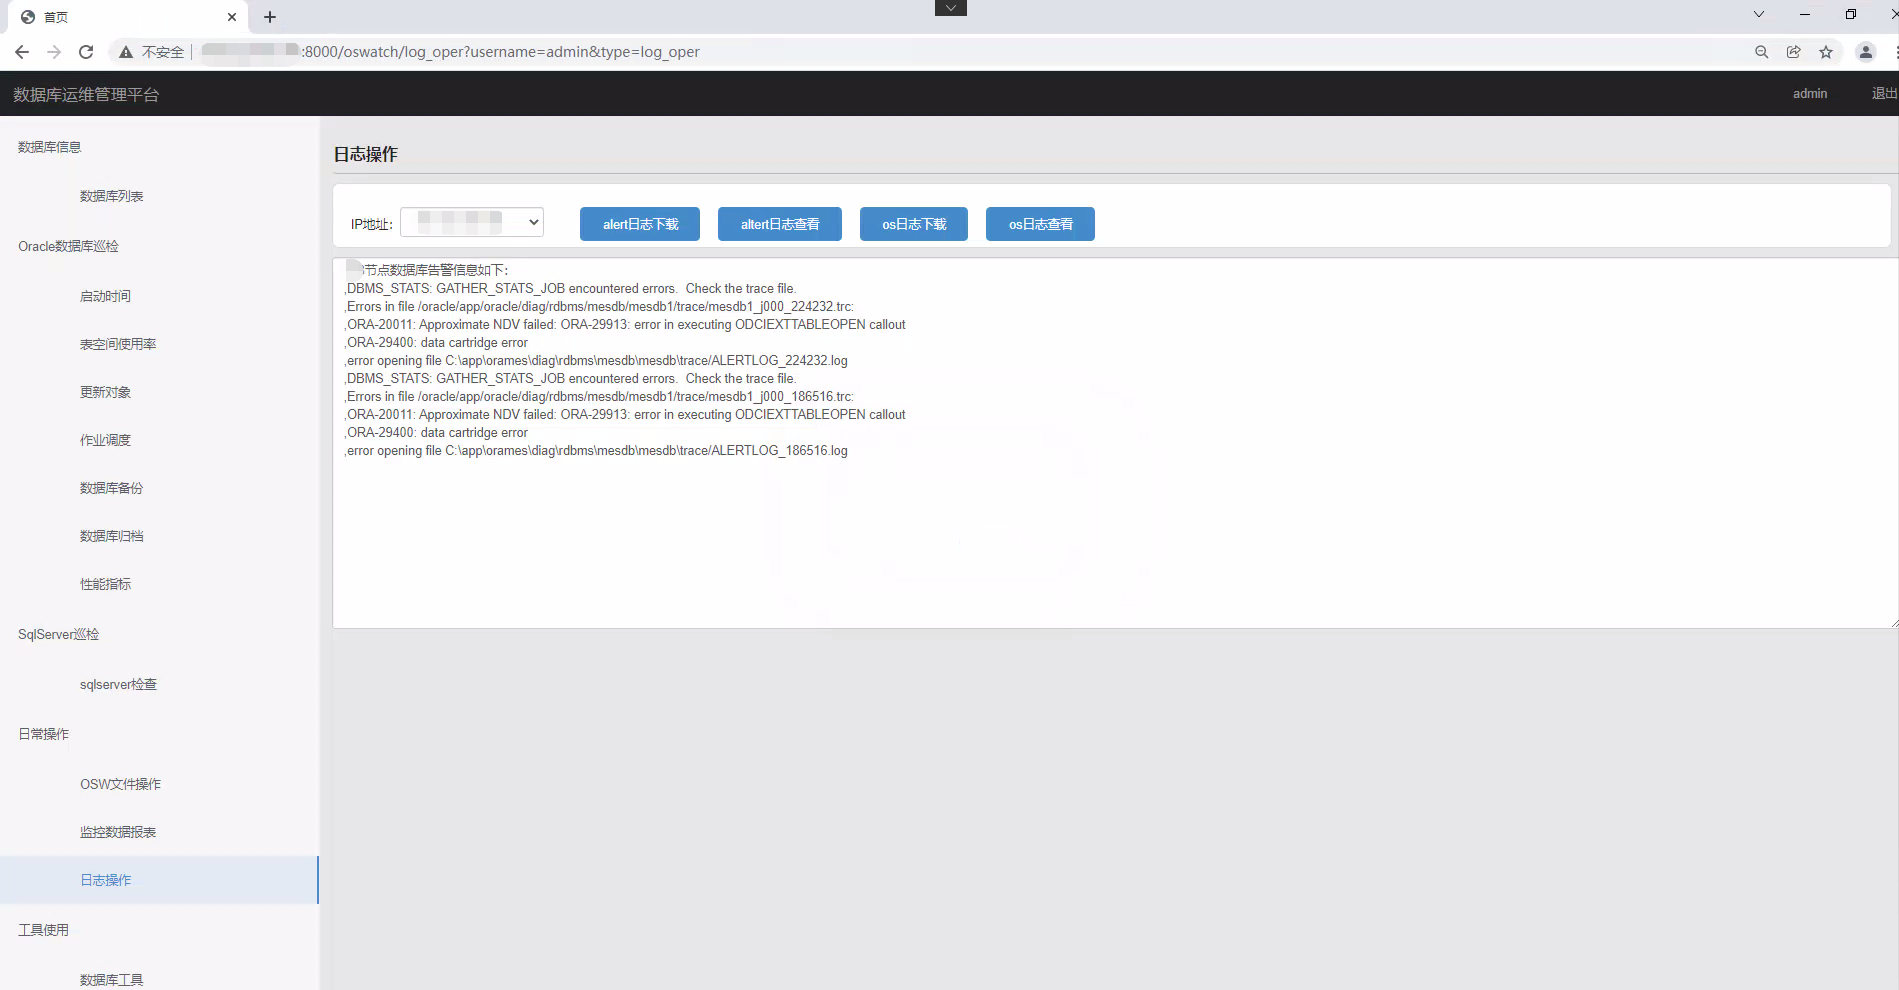 首页
不安全
:8000/oswatch/log_oper?username=admin&type=log_oper
数据库运维管理平台
admin
退出
数据库信息
数据库列表
Oracle数据库巡检
启动时间
表空间使用率
更新对象
作业调度
数据库备份
数据库归档
性能指标
SqlServer巡检
sqlserver检查
日常操作
OSW文件操作
监控数据报表
日志操作
工具使用
数据库工具
日志操作
IP地址:
alert日志下载
altert日志查看
os日志下载
os日志查看
节点数据库告警信息如下:
,DBMS_STATS: GATHER_STATS_JOB encountered errors.  Check the trace file.
,Errors in file /oracle/app/oracle/diag/rdbms/mesdb/mesdb1/trace/mesdb1_j000_224232.trc:
,ORA-20011: Approximate NDV failed: ORA-29913: error in executing ODCIEXTTABLEOPEN callout
,ORA-29400: data cartridge error
,error opening file C:\app\orames\diag\rdbms\mesdb\mesdb\trace/ALERTLOG_224232.log
,DBMS_STATS: GATHER_STATS_JOB encountered errors.  Check the trace file.
,Errors in file /oracle/app/oracle/diag/rdbms/mesdb/mesdb1/trace/mesdb1_j000_186516.trc:
,ORA-20011: Approximate NDV failed: ORA-29913: error in executing ODCIEXTTABLEOPEN callout
,ORA-29400: data cartridge error
,error opening file C:\app\orames\diag\rdbms\mesdb\mesdb\trace/ALERTLOG_186516.log